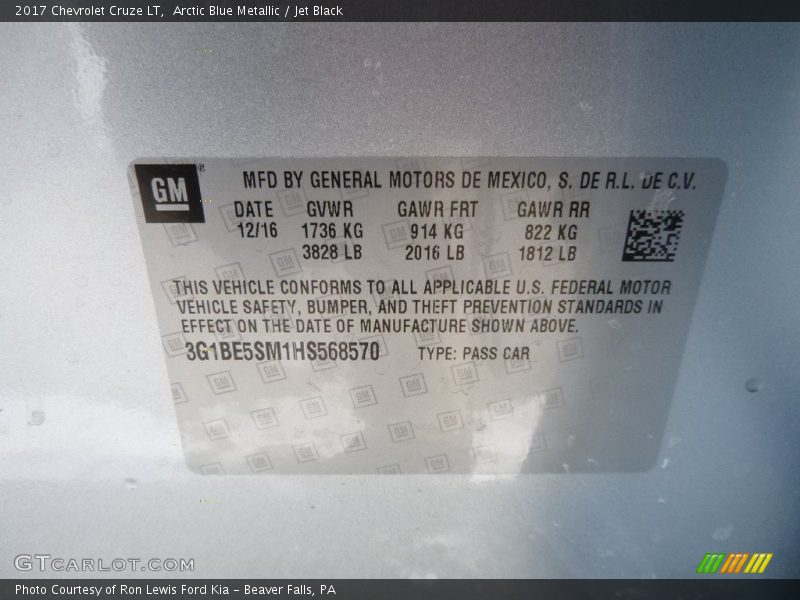 2017 Chevrolet Cruze LT,  Arctic Blue Metallic / Jet Black
GM®
MFD BY GENERAL MOTORS DE MEXICO, S. DE R.L. DE C.V.
DATE GVWR GAWR FRT GAWR RR
12/16 1736 KG 914 KG 822 KG
3828 LB 2016 LB 1812 LB
THIS VEHICLE CONFORMS TO ALL APPLICABLE U.S. FEDERAL MOTOR
VEHICLE SAFETY, BUMPER, AND THEFT PREVENTION STANDARDS IN
EFFECT ON THE DATE OF MANUFACTURE SHOWN ABOVE.
3G1BE5SM1HS568570 TYPE: PASS CAR
GTCARLOT.COM
Photo Courtesy of Ron Lewis Ford Kia - Beaver Falls, PA